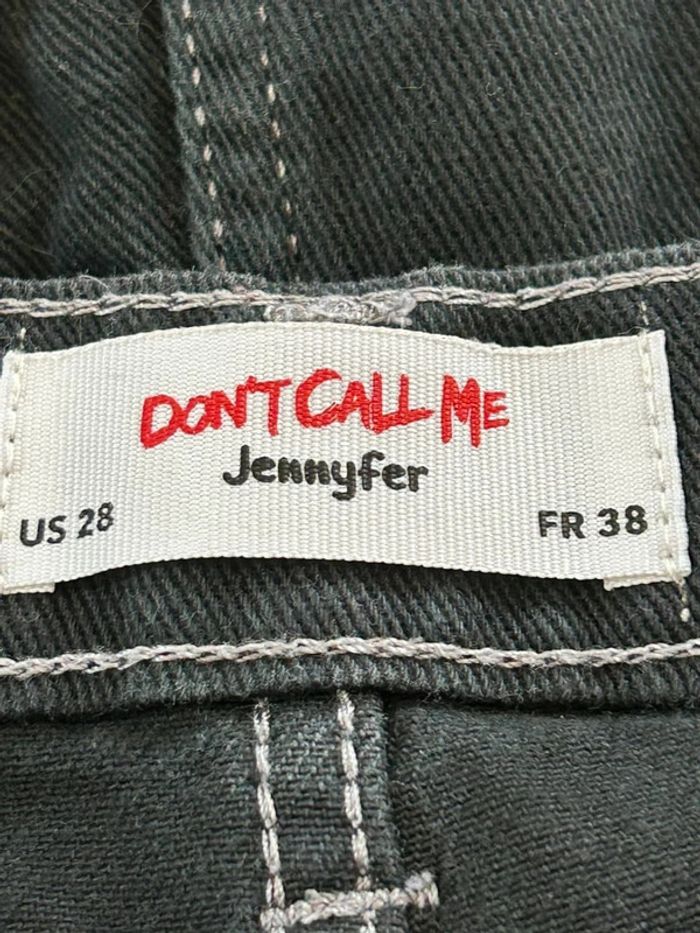 DON'T CALL ME
Jennyfer
US 28
FR 38